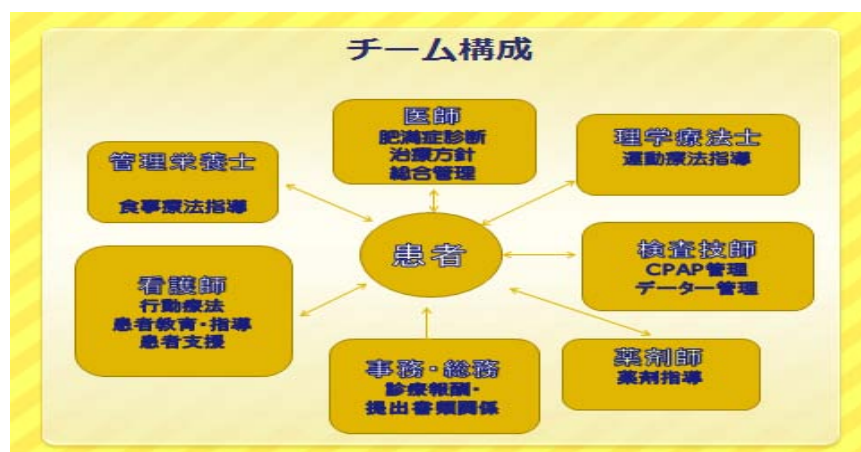 チーム構成
医師
肥満症診断
治療方針
総合管理
理学療法士
運動療法指導
管理栄養士
食事療法指導
患者
検査技師
CPAP管理
データー管理
看護師
行動療法
患者教育・指導
患者支援
事務・総務
診療報酬・
提出書類関係
薬剤師
薬剤指導